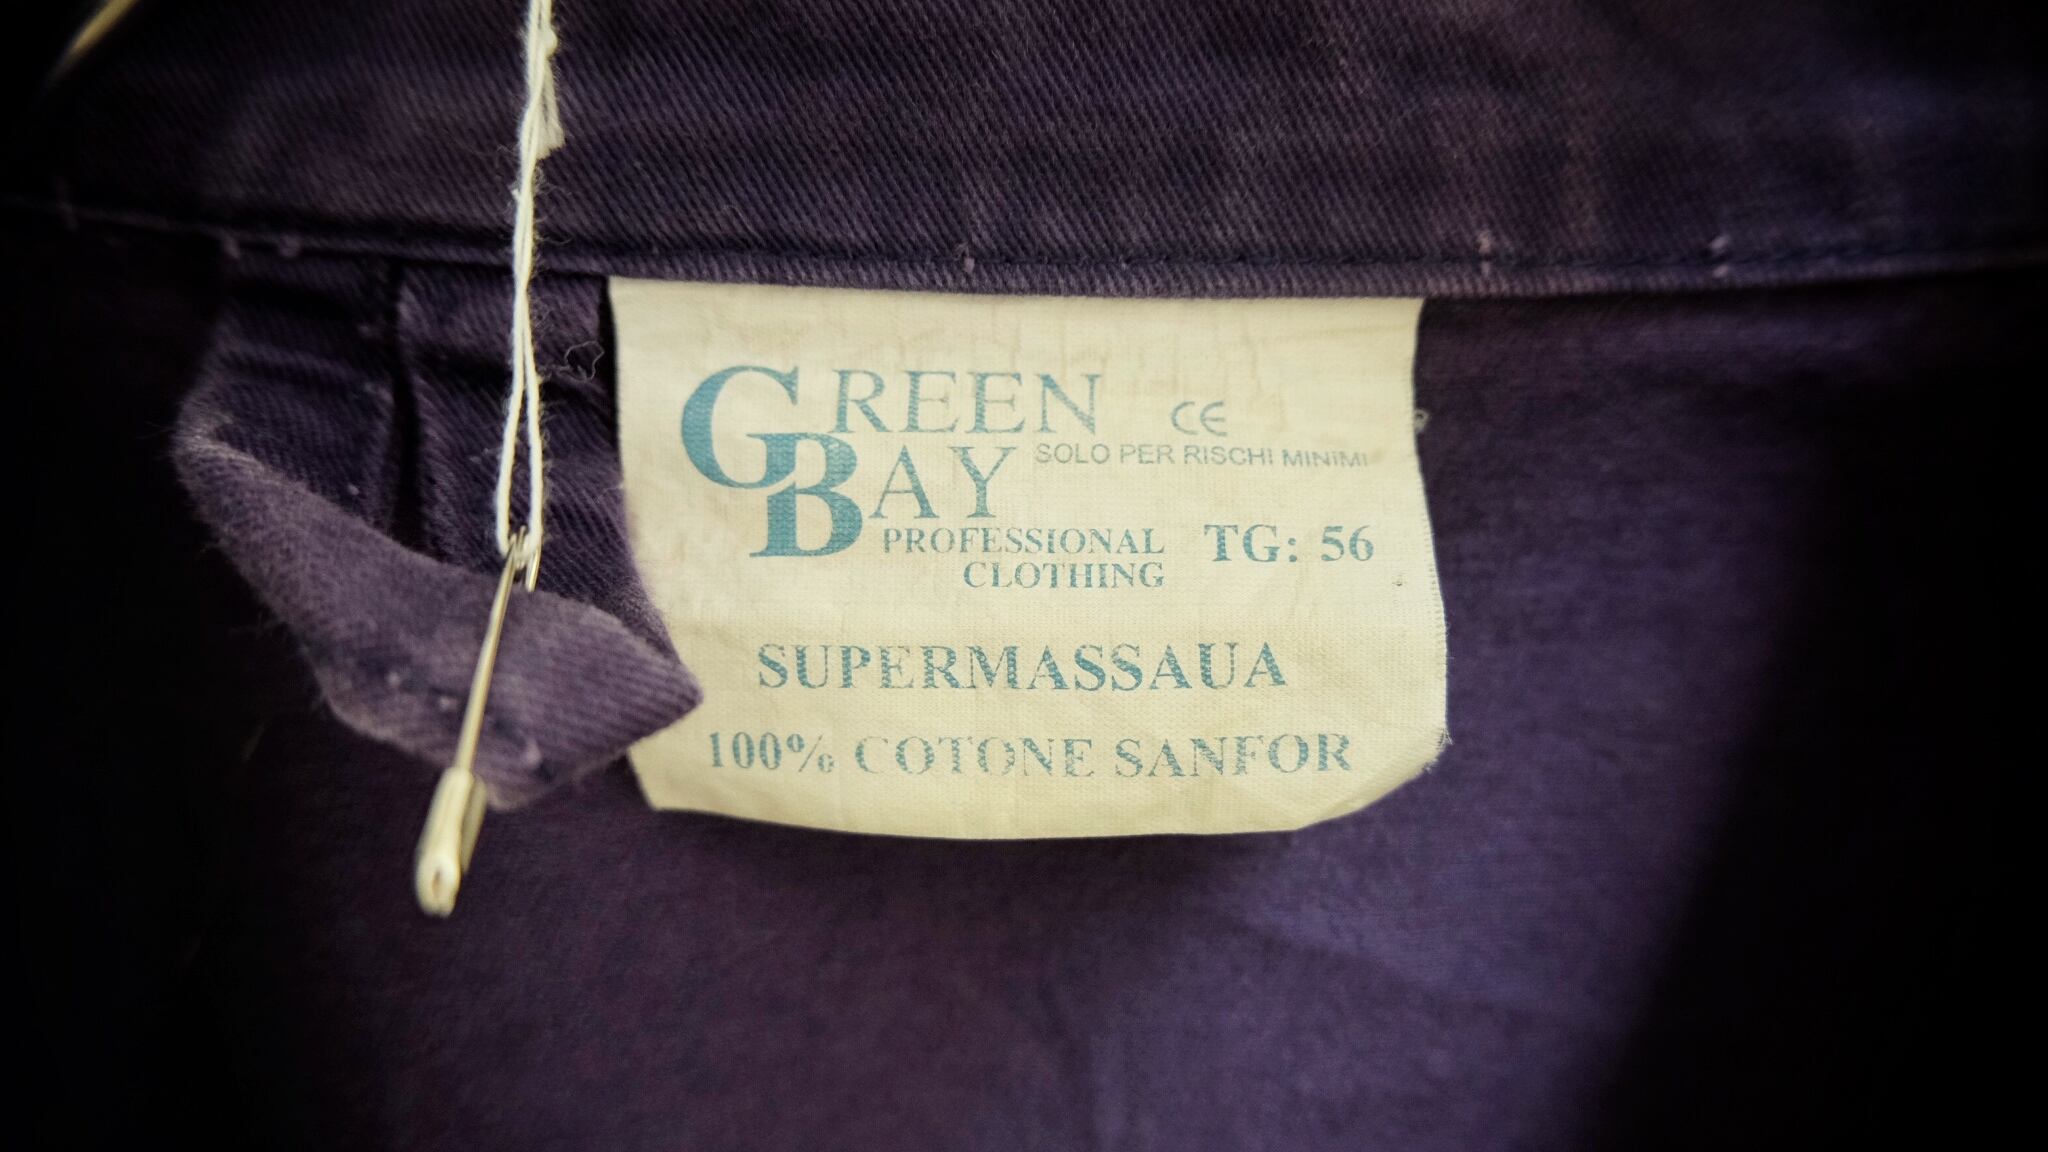 GREEN
CE
BAY
SOLO PER RISCHI MINIMI
PROFESSIONAL
CLOTHING
TG: 56
SUPERMASSAUA
100% COTONE SANFOR